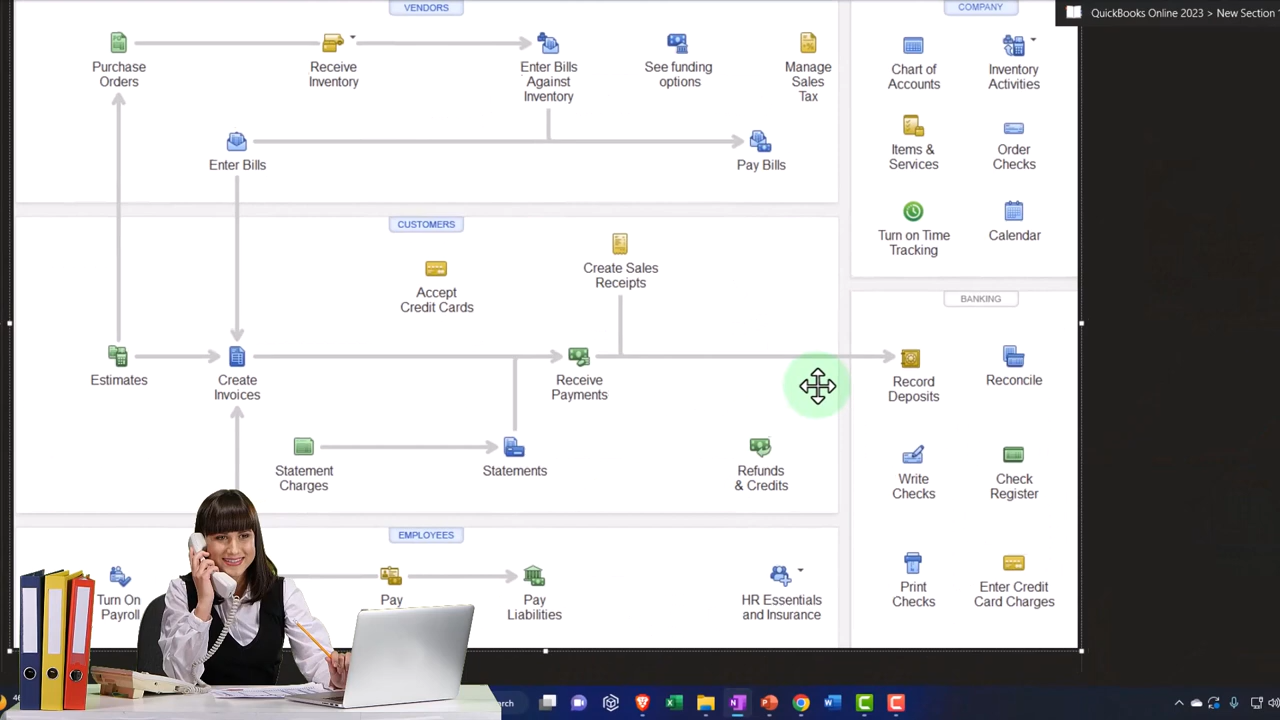 VENDORS
COMPANY
QuickBooks Online 2023 > New Section
Purchase
Orders
Receive
Inventory
Enter Bills
Against
Inventory
See funding
options
Manage
Sales
Tax
Chart of
Accounts
Inventory
Activities
Enter Bills
Pay Bills
Items &
Services
Order
Checks
CUSTOMERS
Create Sales
Receipts
Accept
Credit Cards
Turn on Time
Tracking
Calendar
BANKING
Estimates
Create
Invoices
Receive
Payments
Record
Deposits
Reconcile
Statement
Charges
Statements
Refunds
& Credits
Write
Checks
Check
Register
EMPLOYEES
Turn On
Payroll
Pay
Pay
Liabilities
HR Essentials
and Insurance
Print
Checks
Enter Credit
Card Charges